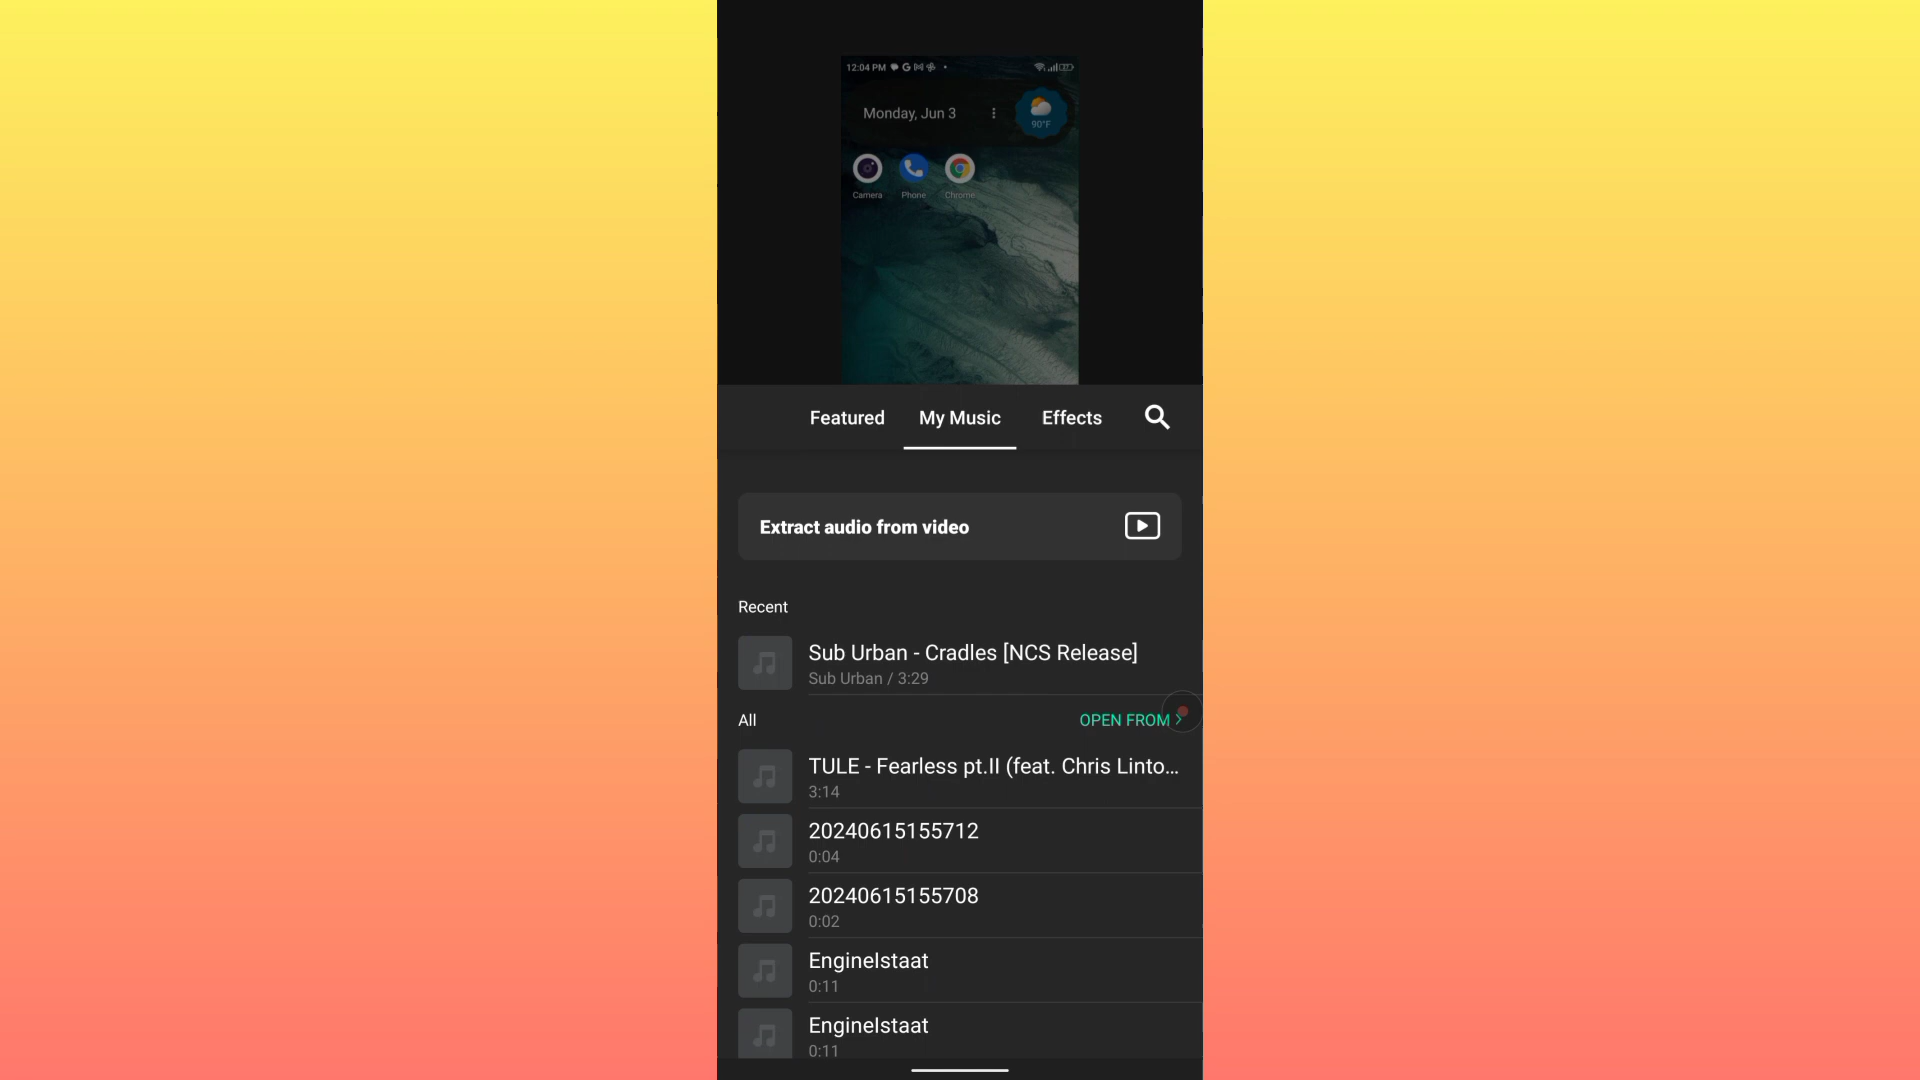 12:04 PM
Monday, Jun 3
90°F
Camera
Phone
Chrome
Featured
My Music
Effects
Extract audio from video
Recent
Sub Urban - Cradles [NCS Release]
Sub Urban / 3:29
All
OPEN FROM
TULE - Fearless pt.II (feat. Chris Linto...
3:14
20240615155712
0:04
20240615155708
0:02
Enginelstaat
0:11
Enginelstaat
0:11